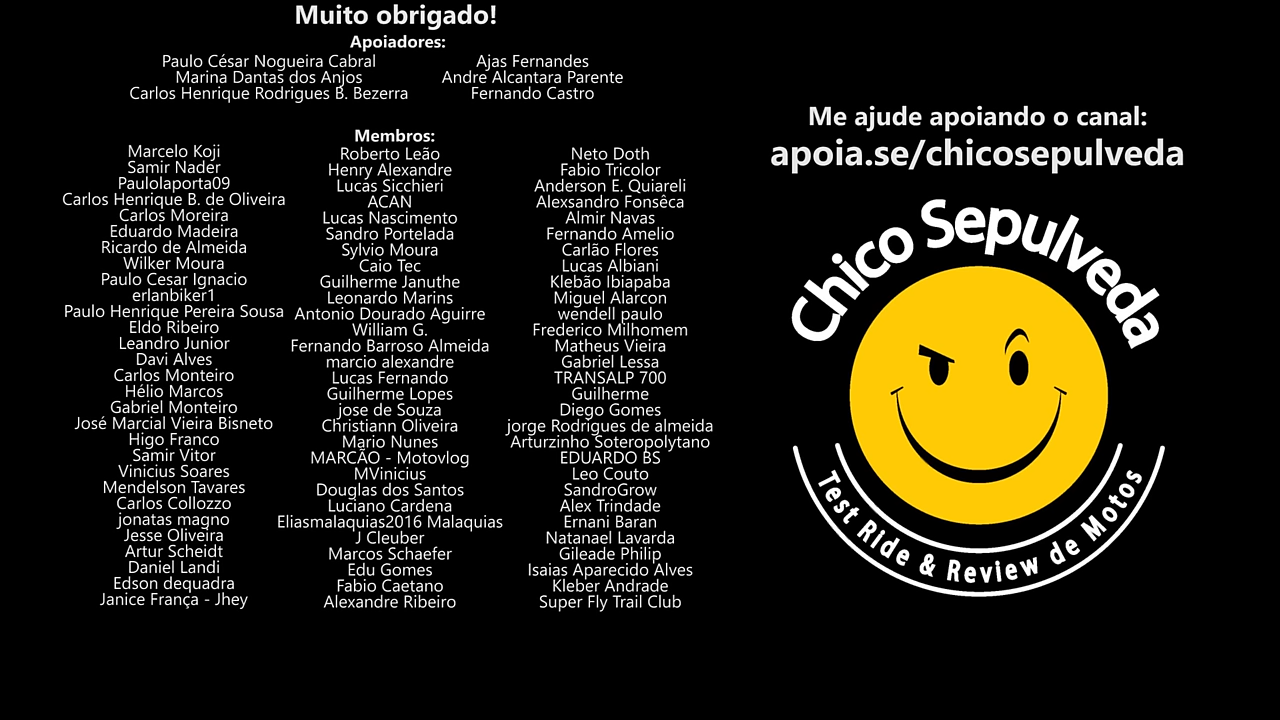 Muito obrigado!
Apoiadores:
Paulo César Nogueira Cabral
Marina Dantas dos Anjos
Carlos Henrique Rodrigues B. Bezerra
Ajas Fernandes
Andre Alcantara Parente
Fernando Castro
Membros:
Marcelo Koji
Samir Nader
Paulolaporta09
Carlos Henrique B. de Oliveira
Carlos Moreira
Eduardo Madeira
Ricardo de Almeida
Wilker Moura
Paulo Cesar Ignacio
erlanbiker1
Paulo Henrique Pereira Sousa
Eldo Ribeiro
Leandro Junior
Davi Alves
Carlos Monteiro
Hélio Marcos
Gabriel Monteiro
José Marcial Vieira Bisneto
Higo Franco
Samir Vitor
Vinicius Soares
Mendelson Tavares
Carlos Collozzo
jonatas magno
Jesse Oliveira
Artur Scheidt
Daniel Landi
Edson dequadra
Janice França - Jhey
Roberto Leão
Henry Alexandre
Lucas Sicchieri
ACAN
Lucas Nascimento
Sandro Portelada
Sylvio Moura
Caio Tec
Guilherme Januthe
Leonardo Marins
Antonio Dourado Aguirre
William G.
Fernando Barroso Almeida
marcio alexandre
Lucas Fernando
Guilherme Lopes
jose de Souza
Christiann Oliveira
Mario Nunes
MARCÃO - Motovlog
MVinicius
Douglas dos Santos
Luciano Cardena
Eliasmalaquias2016 Malaquias
J Cleuber
Marcos Schaefer
Edu Gomes
Fabio Caetano
Alexandre Ribeiro
Neto Doth
Fabio Tricolor
Anderson E. Quiareli
Alexsandro Fonsêca
Almir Navas
Fernando Amelio
Carlão Flores
Lucas Albiani
Klebão Ibiapaba
Miguel Alarcon
wendell paulo
Frederico Milhomem
Matheus Vieira
Gabriel Lessa
TRANSALP 700
Guilherme
Diego Gomes
jorge Rodrigues de almeida
Arturzinho Soteropolytano
EDUARDO BS
Leo Couto
SandroGrow
Alex Trindade
Ernani Baran
Natanael Lavarda
Gileade Philip
Isaias Aparecido Alves
Kleber Andrade
Super Fly Trail Club
Me ajude apoiando o canal:
apoia.se/chicosepulveda
Chico Sepulveda
Test Ride & Review de Motos